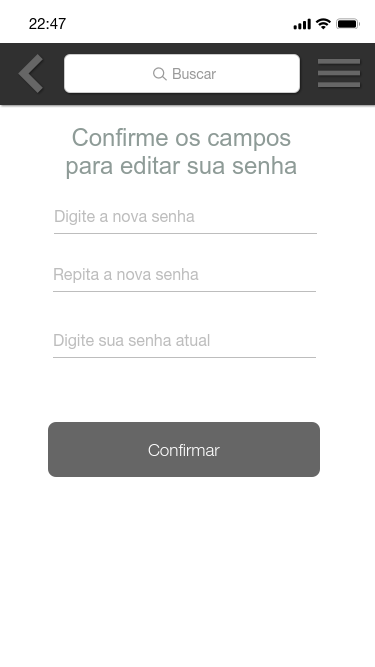 22:47
Buscar
Confirme os campos
para editar sua senha
Digite a nova senha
Repita a nova senha
Digite sua senha atual
Confirmar